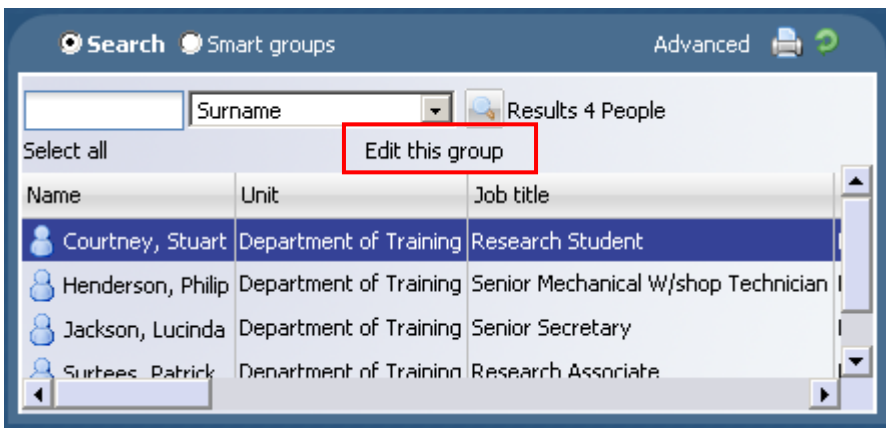 Search Smart groups Advanced
Surname Results 4 People
Select all Edit this group
Name Unit Job title
Courtney, Stuart Department of Training Research Student
Henderson, Philip Department of Training Senior Mechanical W/shop Technician
Jackson, Lucinda Department of Training Senior Secretary
Surtees, Patrick Department of Training Research Associate